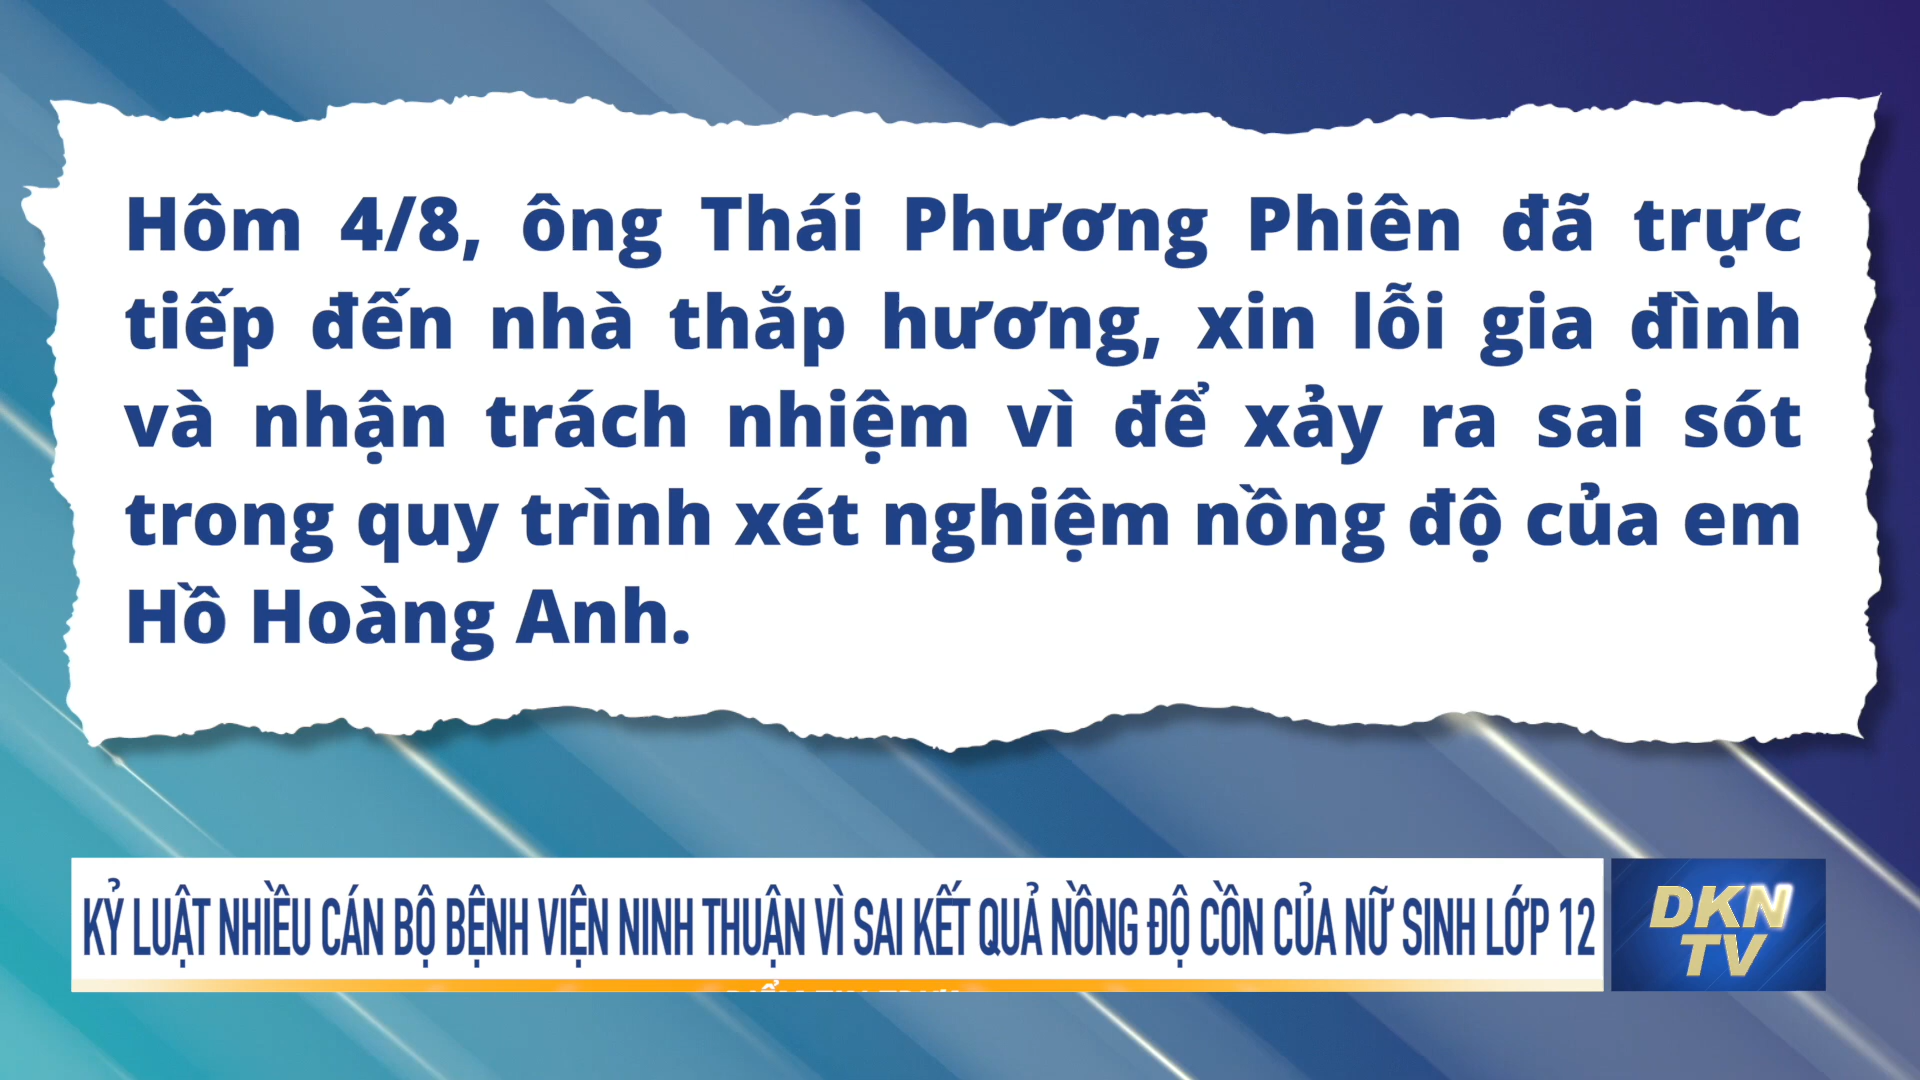 Hôm 4/8, ông Thái Phương Phiên đã trực
tiếp đến nhà thắp hương, xin lỗi gia đình
và nhận trách nhiệm vì để xảy ra sai sót
trong quy trình xét nghiệm nồng độ của em
Hồ Hoàng Anh.
KỶ LUẬT NHIỀU CÁN BỘ BỆNH VIỆN NINH THUẬN VÌ SAI KẾT QUẢ NỒNG ĐỘ CỒN CỦA NỮ SINH LỚP 12
DKN
TV